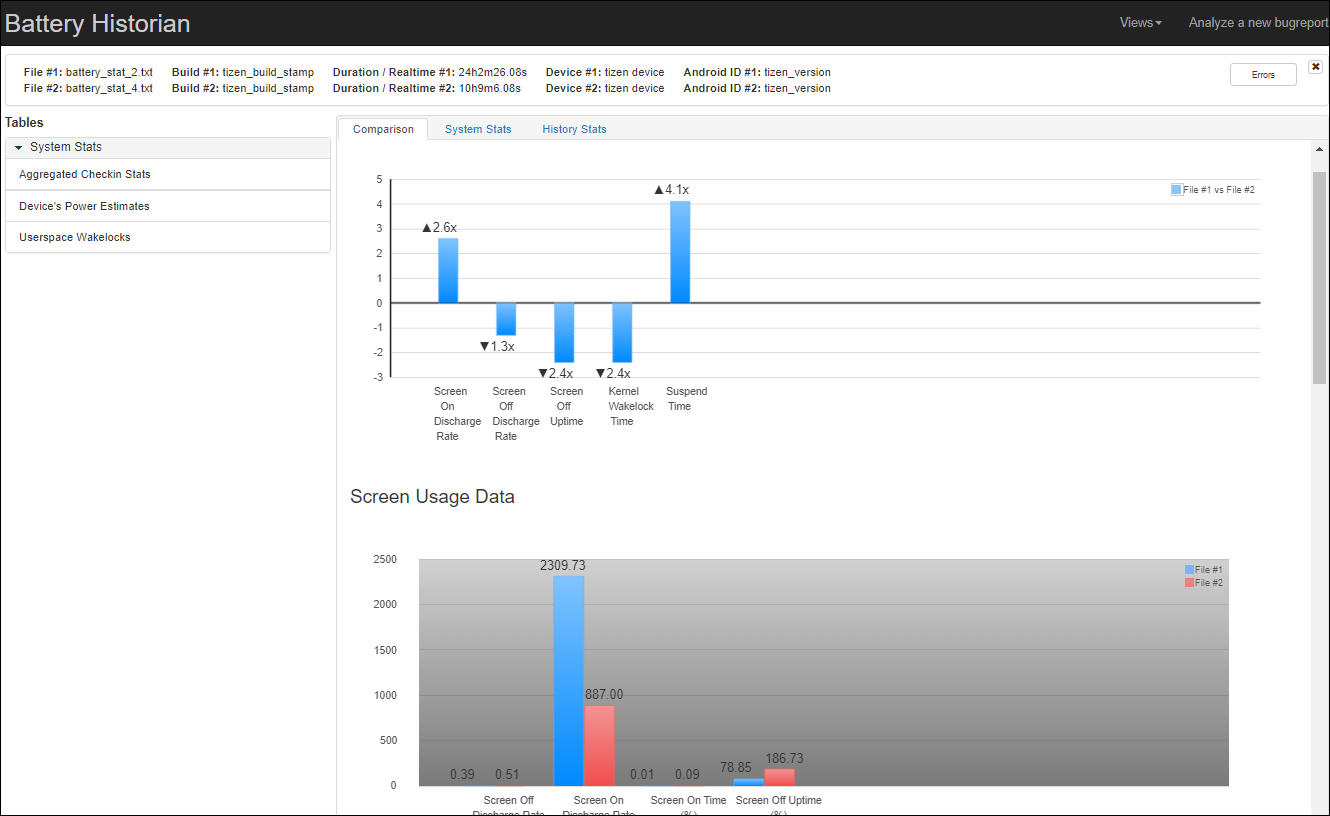 Battery Historian
Views
Analyze a new bugreport
File #1: battery_stat_2.txt Build #1: tizen_build_stamp Duration / Realtime #1: 24h2m26.08s Device #1: tizen device Android ID #1: tizen_version
File #2: battery_stat_4.txt Build #2: tizen_build_stamp Duration / Realtime #2: 10h9m6.08s Device #2: tizen device Android ID #2: tizen_version
Errors
Tables
System Stats
Aggregated Checkin Stats
Device's Power Estimates
Userspace Wakelocks
Comparison System Stats History Stats
5
4
3
2
1
0
-1
-2
-3
▲2.6x
▼1.3x
▼2.4x
▼2.4x
▲4.1x
File #1 vs File #2
Screen
On
Discharge
Rate
Screen
Off
Discharge
Rate
Screen
Off
Uptime
Kernel
Wakelock
Time
Suspend
Time
Screen Usage Data
2500
2000
1500
1000
500
0
File #1
File #2
0.39
0.51
2309.73
887.00
0.01
0.09
78.85
186.73
Screen Off
Discharge Rate
Screen On
Discharge Rate
Screen On Time
(%)
Screen Off Uptime
(%)